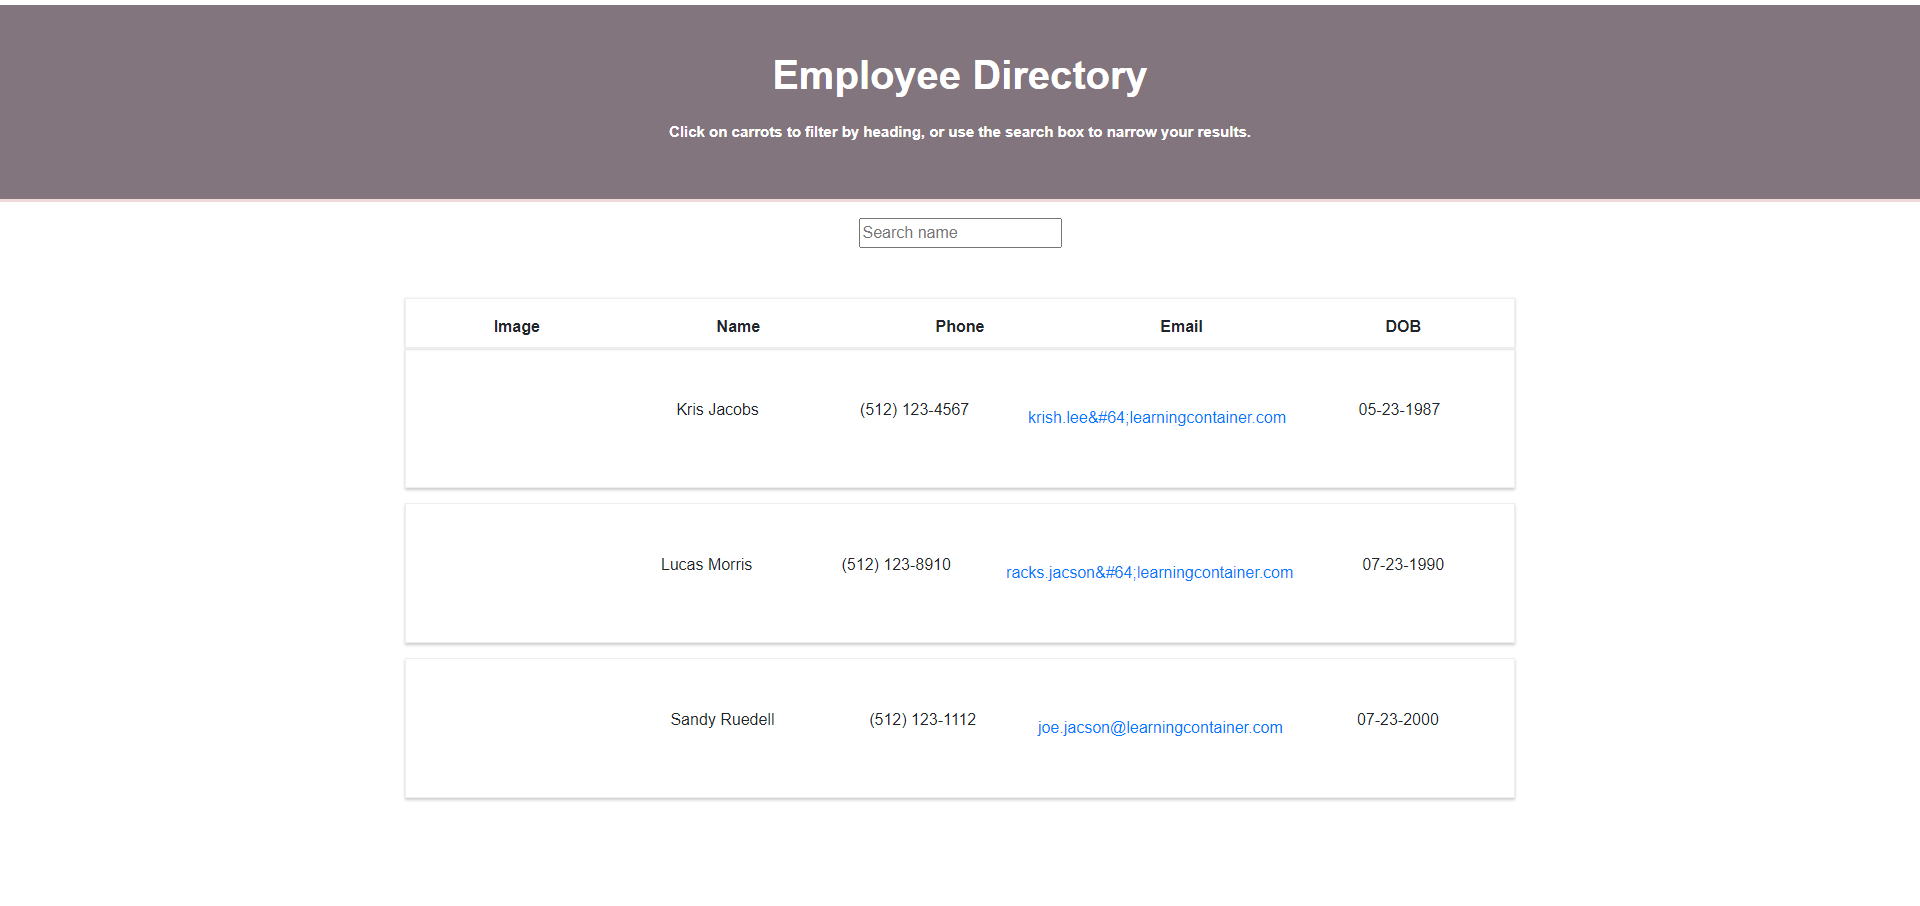 Employee Directory
Click on carrots to filter by heading, or use the search box to narrow your results.
Search name
Image Name Phone Email DOB
Kris Jacobs (512) 123-4567 krish.lee&#64;learningcontainer.com 05-23-1987
Lucas Morris (512) 123-8910 racks.jacson&#64;learningcontainer.com 07-23-1990
Sandy Ruedell (512) 123-1112 joe.jacson@learningcontainer.com 07-23-2000